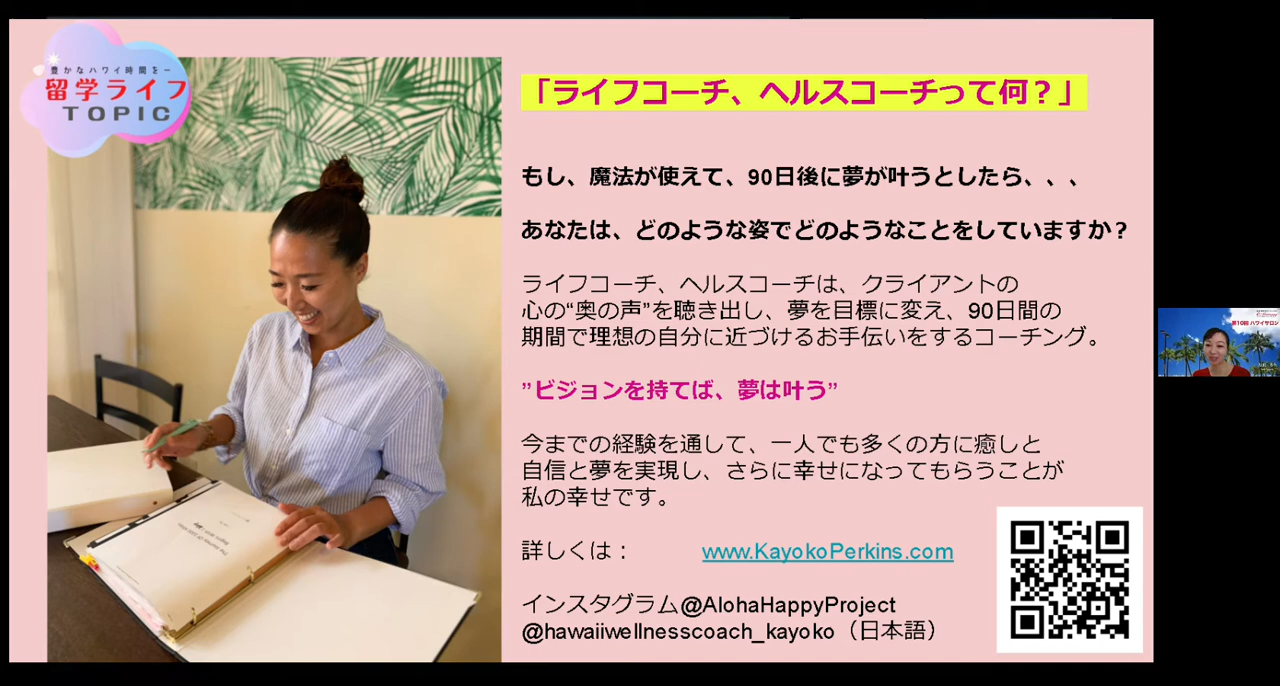 豊かなハワイ時間を一
留学ライフ
TOPIC
「ライフコーチ、ヘルスコーチって何？」
もし、魔法が使えて、90日後に夢が叶うとしたら、、、
あなたは、どのような姿でどのようなことをしていますか？
ライフコーチ、ヘルスコーチは、クライアントの
心の“奥の声”を聴き出し、夢を目標に変え、90日間の
期間で理想の自分に近づけるお手伝いをするコーチング。
”ビジョンを持てば、夢は叶う”
今までの経験を通して、一人でも多くの方に癒しと
自信と夢を実現し、さらに幸せになってもらうことが
私の幸せです。
詳しくは： www.KayokoPerkins.com
インスタグラム@AlohaHappyProject
@hawaiiwellnesscoach_kayoko（日本語）
第10回 ハワイサロン